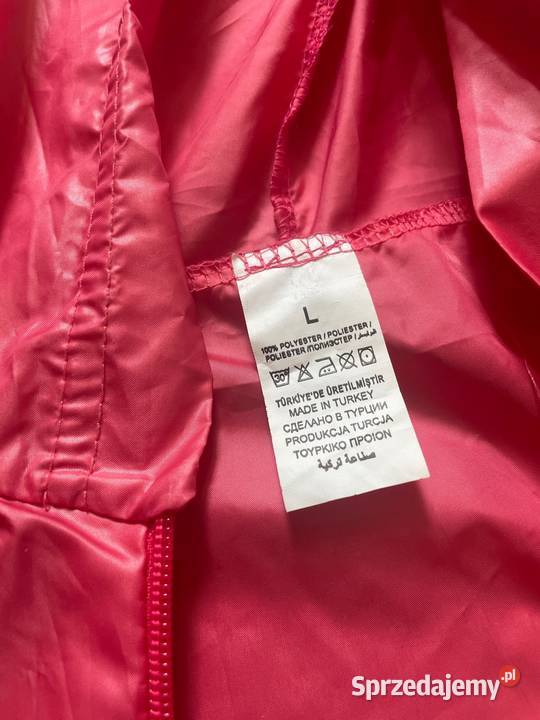 L
100% POLYESTER / POLIESTER /
POLIESTER /ПОЛИЭСТЕР / بوليستر
30°
TÜRKİYE'DE ÜRETİLMİŞTİR
MADE IN TURKEY
СДЕЛАНО В ТУРЦИИ
PRODUKCJA TURCJA
ΤΟΥΡΚΙΚΟ ΠΡΟΙΟΝ
صناعة تركية
Sprzedajemy.pl